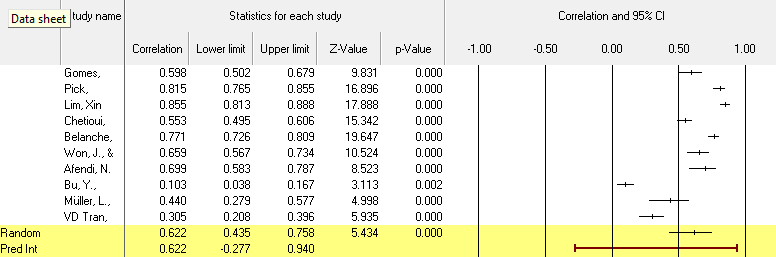 Data sheet tudy name Statistics for each study Correlation and 95% CI
Correlation Lower limit Upper limit Z-Value p-Value -1.00 -0.50 0.00 0.50 1.00
Gomes, 0.598 0.502 0.679 9.831 0.000
Pick, 0.815 0.765 0.855 16.896 0.000
Lim, Xin 0.855 0.813 0.888 17.888 0.000
Chetioui, 0.553 0.495 0.606 15.342 0.000
Belanche, 0.771 0.726 0.809 19.647 0.000
Won, J., & 0.659 0.567 0.734 10.524 0.000
Afendi, N. 0.699 0.583 0.787 8.523 0.000
Bu, Y., 0.103 0.038 0.167 3.113 0.002
Müller, L., 0.440 0.279 0.577 4.998 0.000
VD Tran, 0.305 0.208 0.396 5.935 0.000
Random 0.622 0.435 0.758 5.434 0.000
Pred Int 0.622 -0.277 0.940